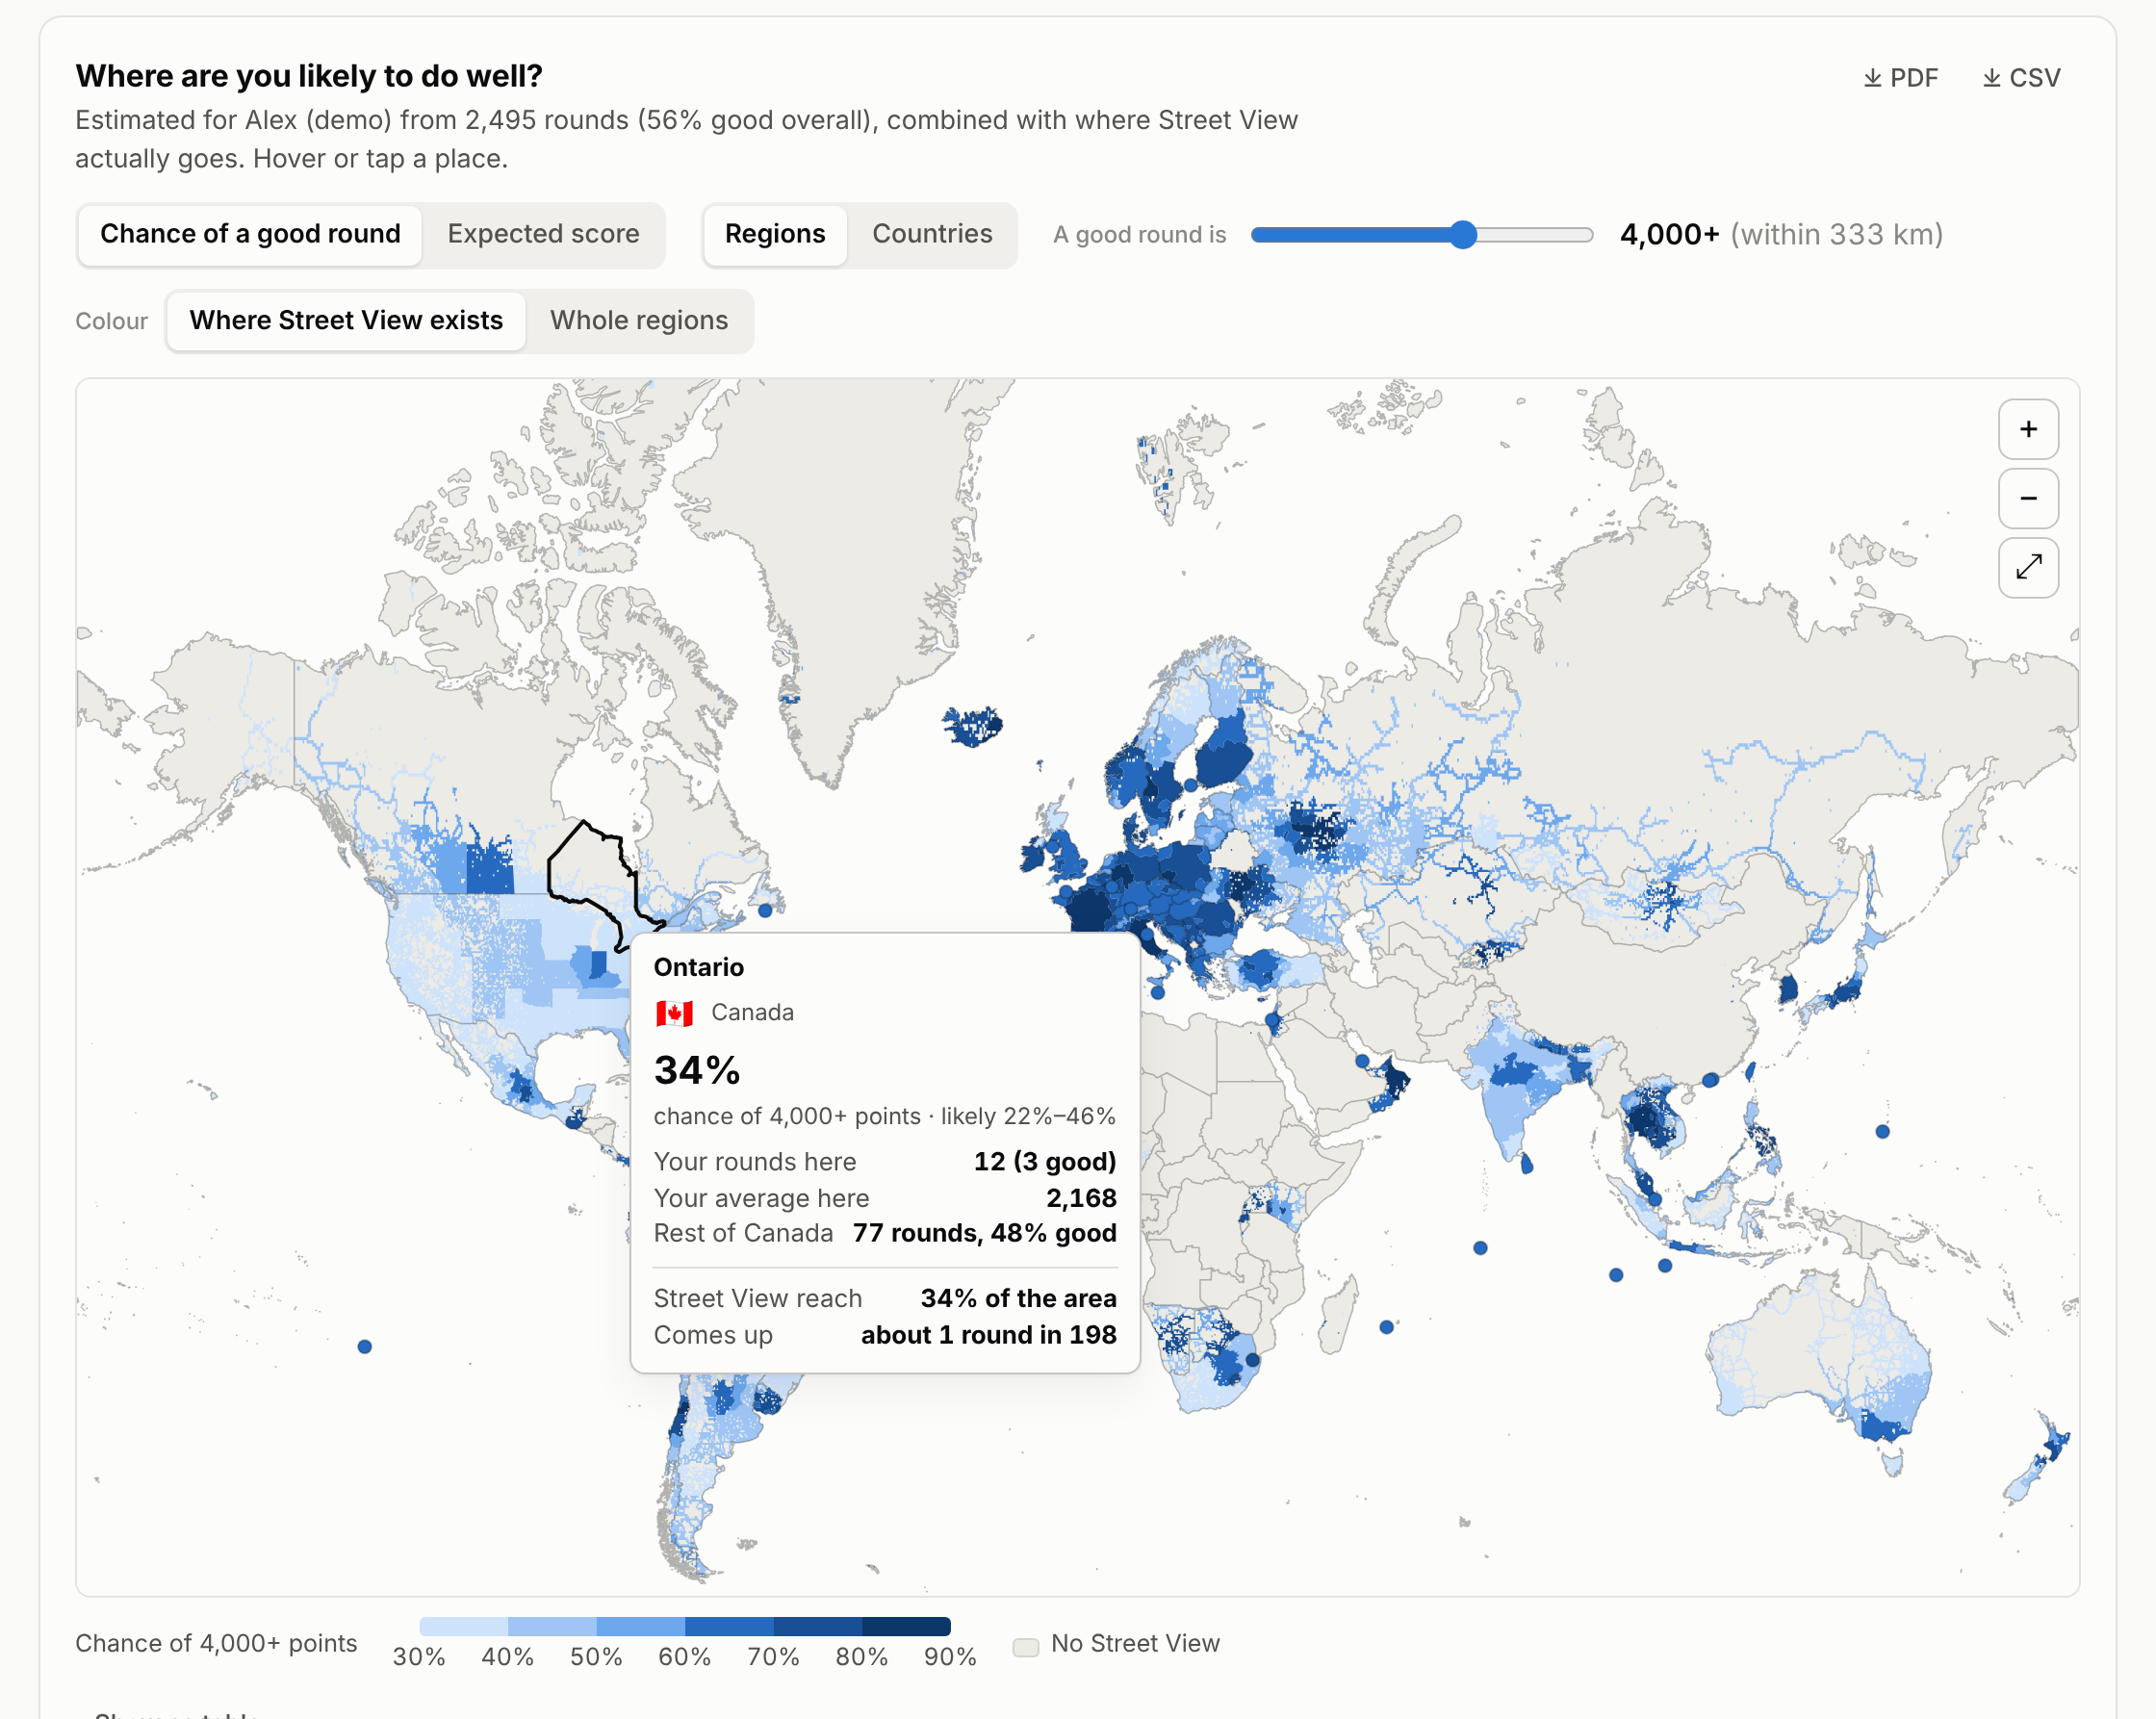 Where are you likely to do well?
PDF
CSV
Estimated for Alex (demo) from 2,495 rounds (56% good overall), combined with where Street View
actually goes. Hover or tap a place.
Chance of a good round
Expected score
Regions
Countries
A good round is
4,000+ (within 333 km)
Colour
Where Street View exists
Whole regions
+
−
Ontario
Canada
34%
chance of 4,000+ points · likely 22%–46%
Your rounds here 12 (3 good)
Your average here 2,168
Rest of Canada 77 rounds, 48% good
Street View reach 34% of the area
Comes up about 1 round in 198
Chance of 4,000+ points
30% 40% 50% 60% 70% 80% 90%
No Street View